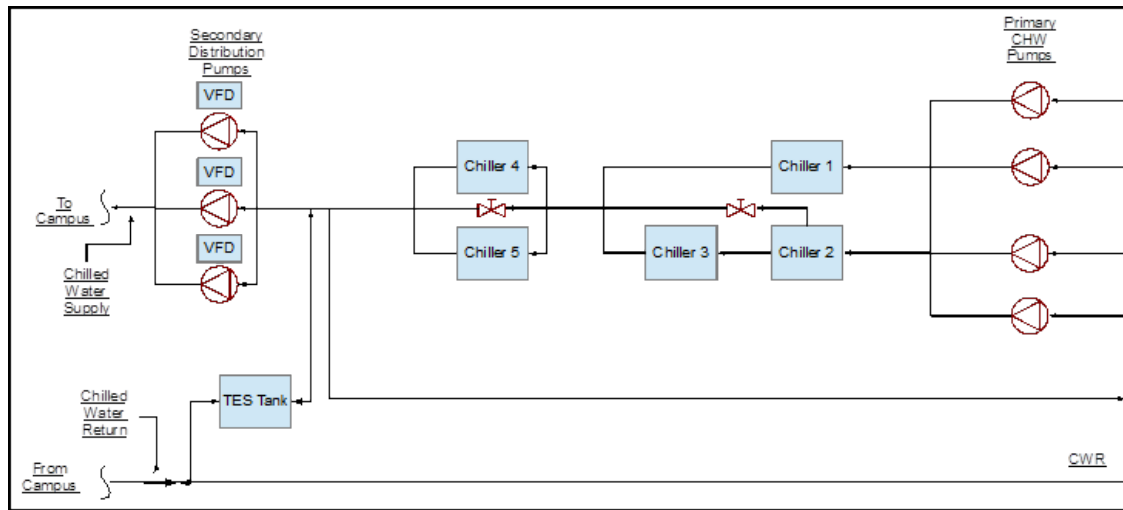 Secondary
Distribution
Pumps
Primary
CHW
Pumps
VFD
VFD
VFD
Chiller 4
Chiller 1
Chiller 5
Chiller 3
Chiller 2
To
Campus
Chilled
Water
Supply
TES Tank
Chilled
Water
Return
From
Campus
CWR